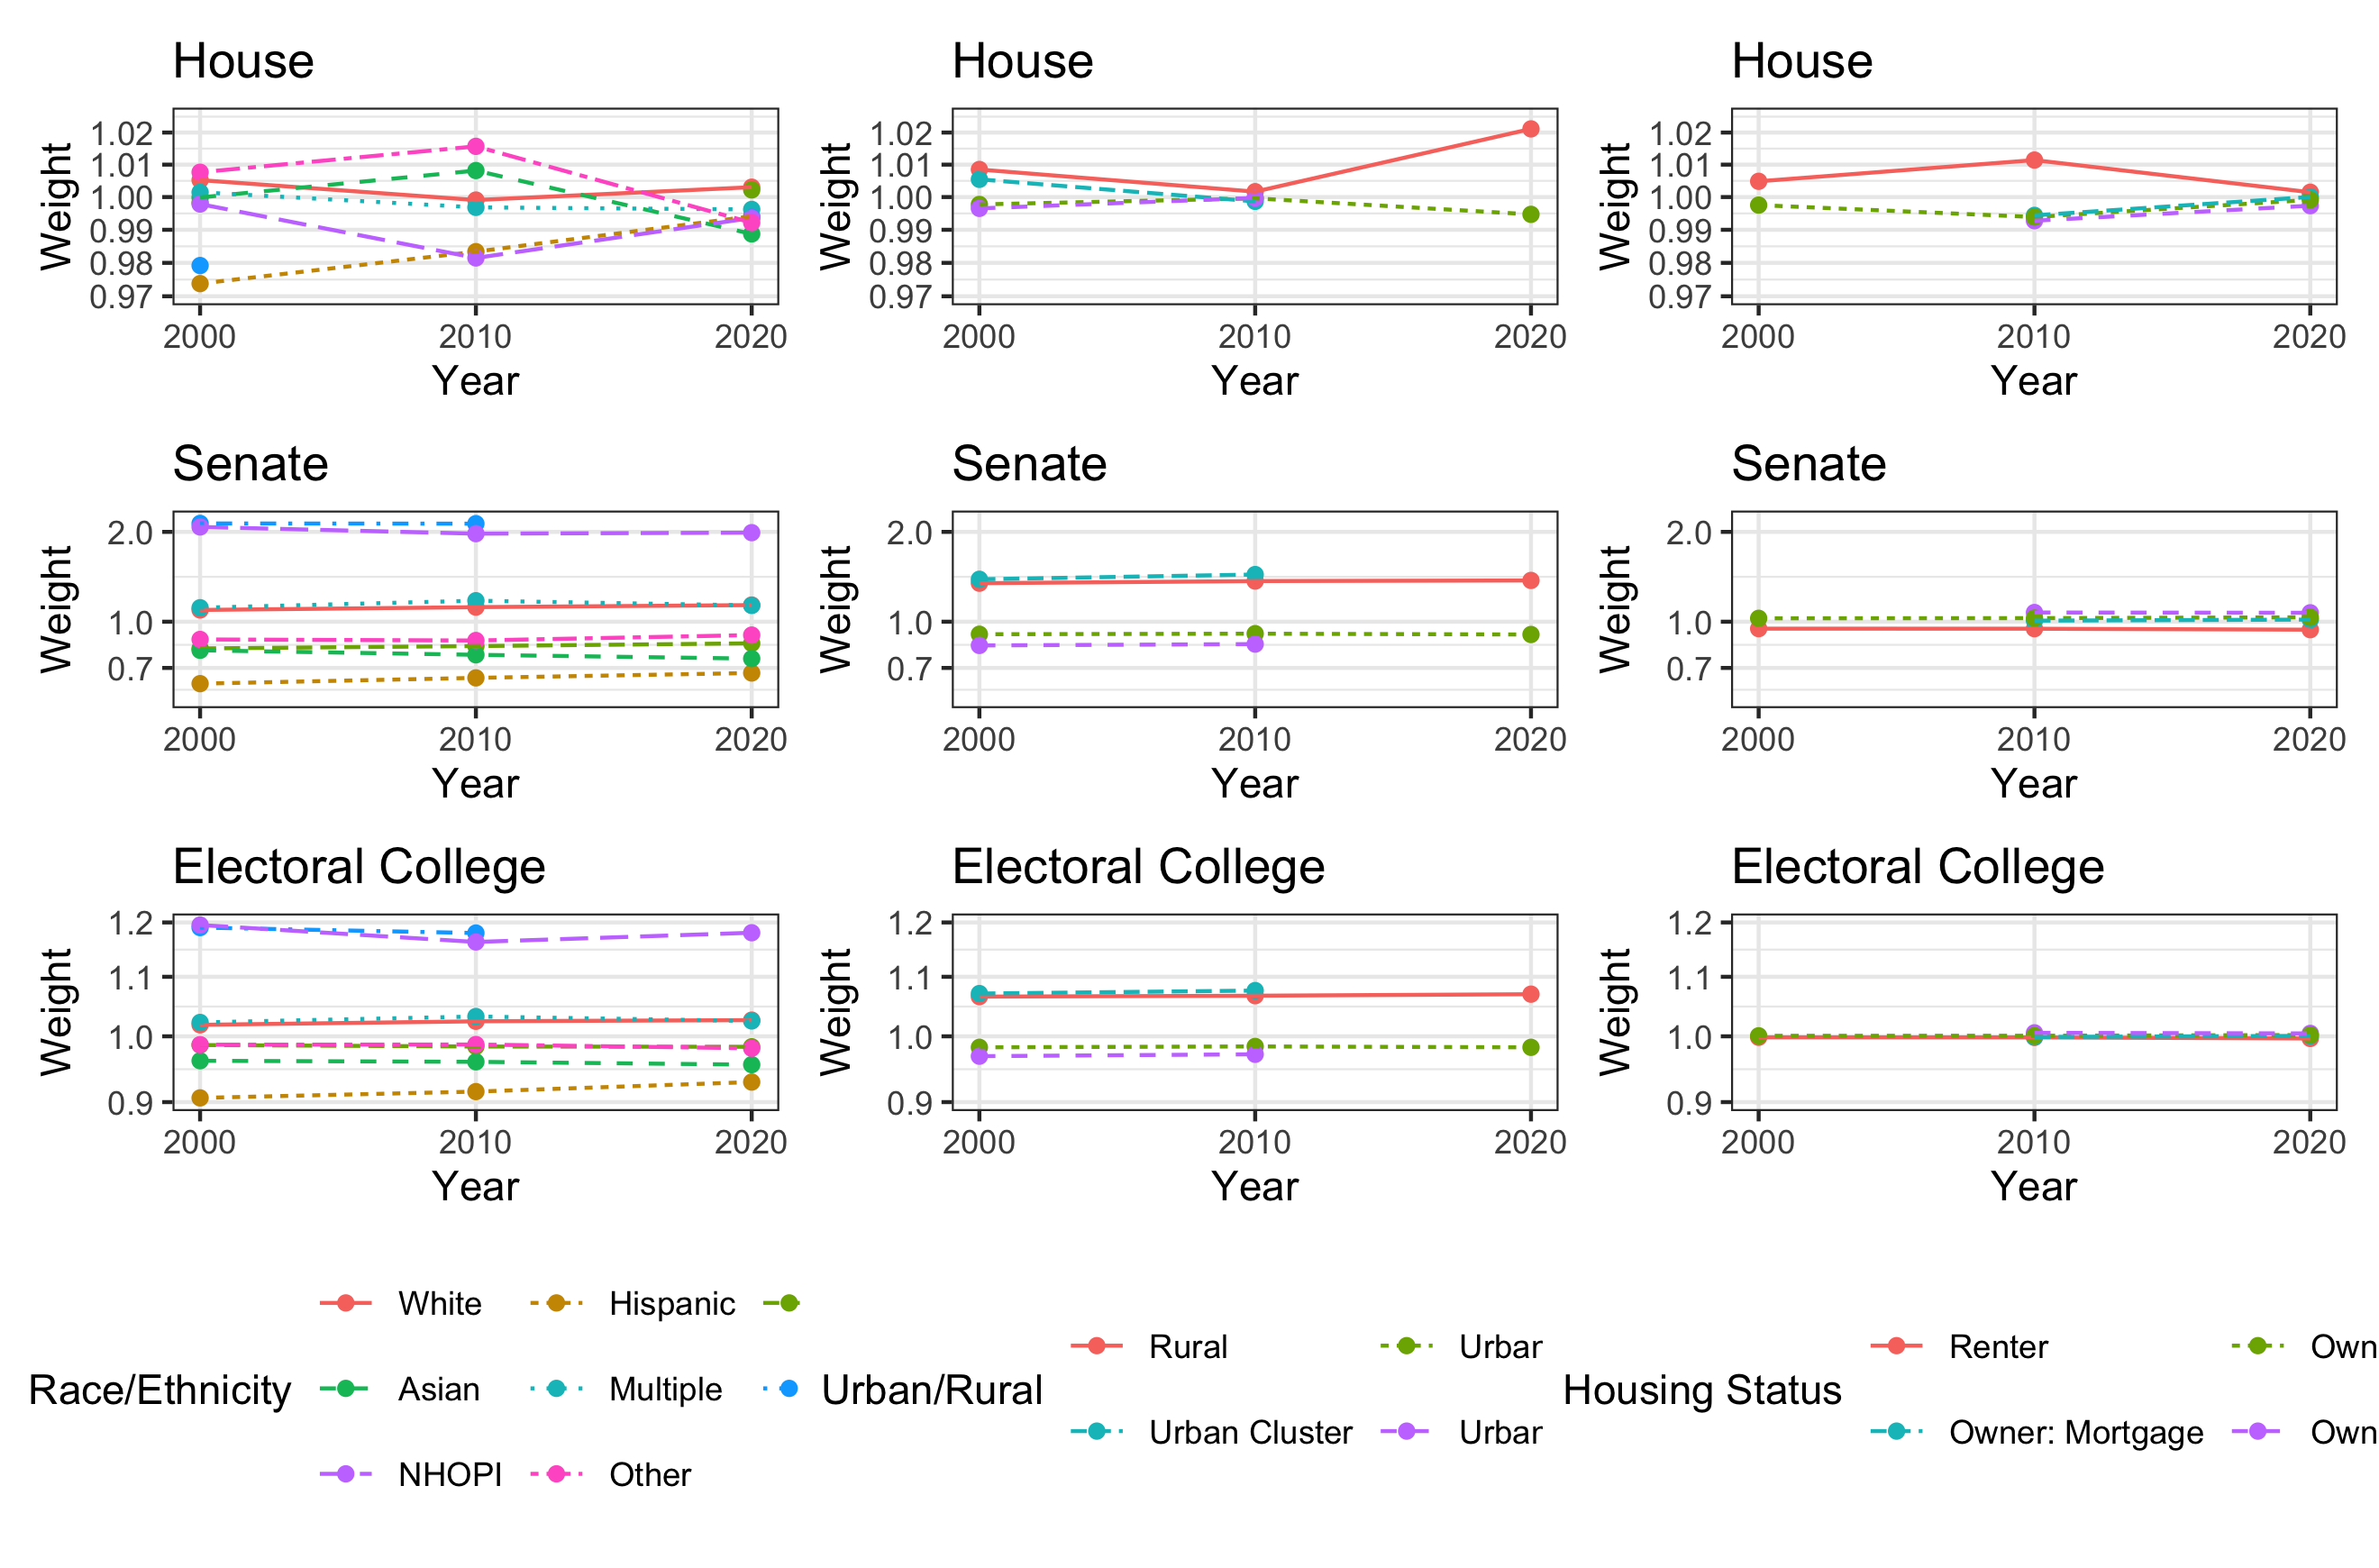 House House House
Weight 1.02 1.01 1.00 0.99 0.98 0.97 Weight 1.02 1.01 1.00 0.99 0.98 0.97 Weight 1.02 1.01 1.00 0.99 0.98 0.97
2000 2010 2020 2000 2010 2020 2000 2010 2020
Year Year Year
Senate Senate Senate
Weight 2.0 1.0 0.7 Weight 2.0 1.0 0.7 Weight 2.0 1.0 0.7
2000 2010 2020 2000 2010 2020 2000 2010 2020
Year Year Year
Electoral College Electoral College Electoral College
Weight 1.2 1.1 1.0 0.9 Weight 1.2 1.1 1.0 0.9 Weight 1.2 1.1 1.0 0.9
2000 2010 2020 2000 2010 2020 2000 2010 2020
Year Year Year
Race/Ethnicity
White Hispanic
Asian Multiple
NHOPI Other
Urban/Rural
Rural Urbar
Urban Cluster Urbar
Housing Status
Renter Own
Owner: Mortgage Own